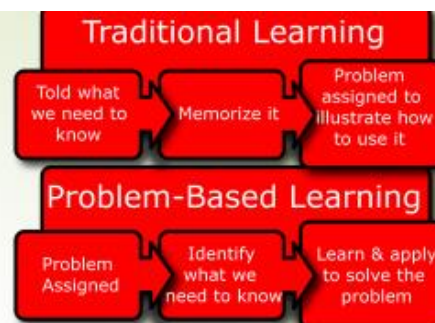 Traditional Learning
Told what
we need to
know
Memorize it
Problem
assigned to
illustrate how
to use it
Problem-Based Learning
Problem
Assigned
Identify
what we
need to know
Learn & apply
to solve the
problem